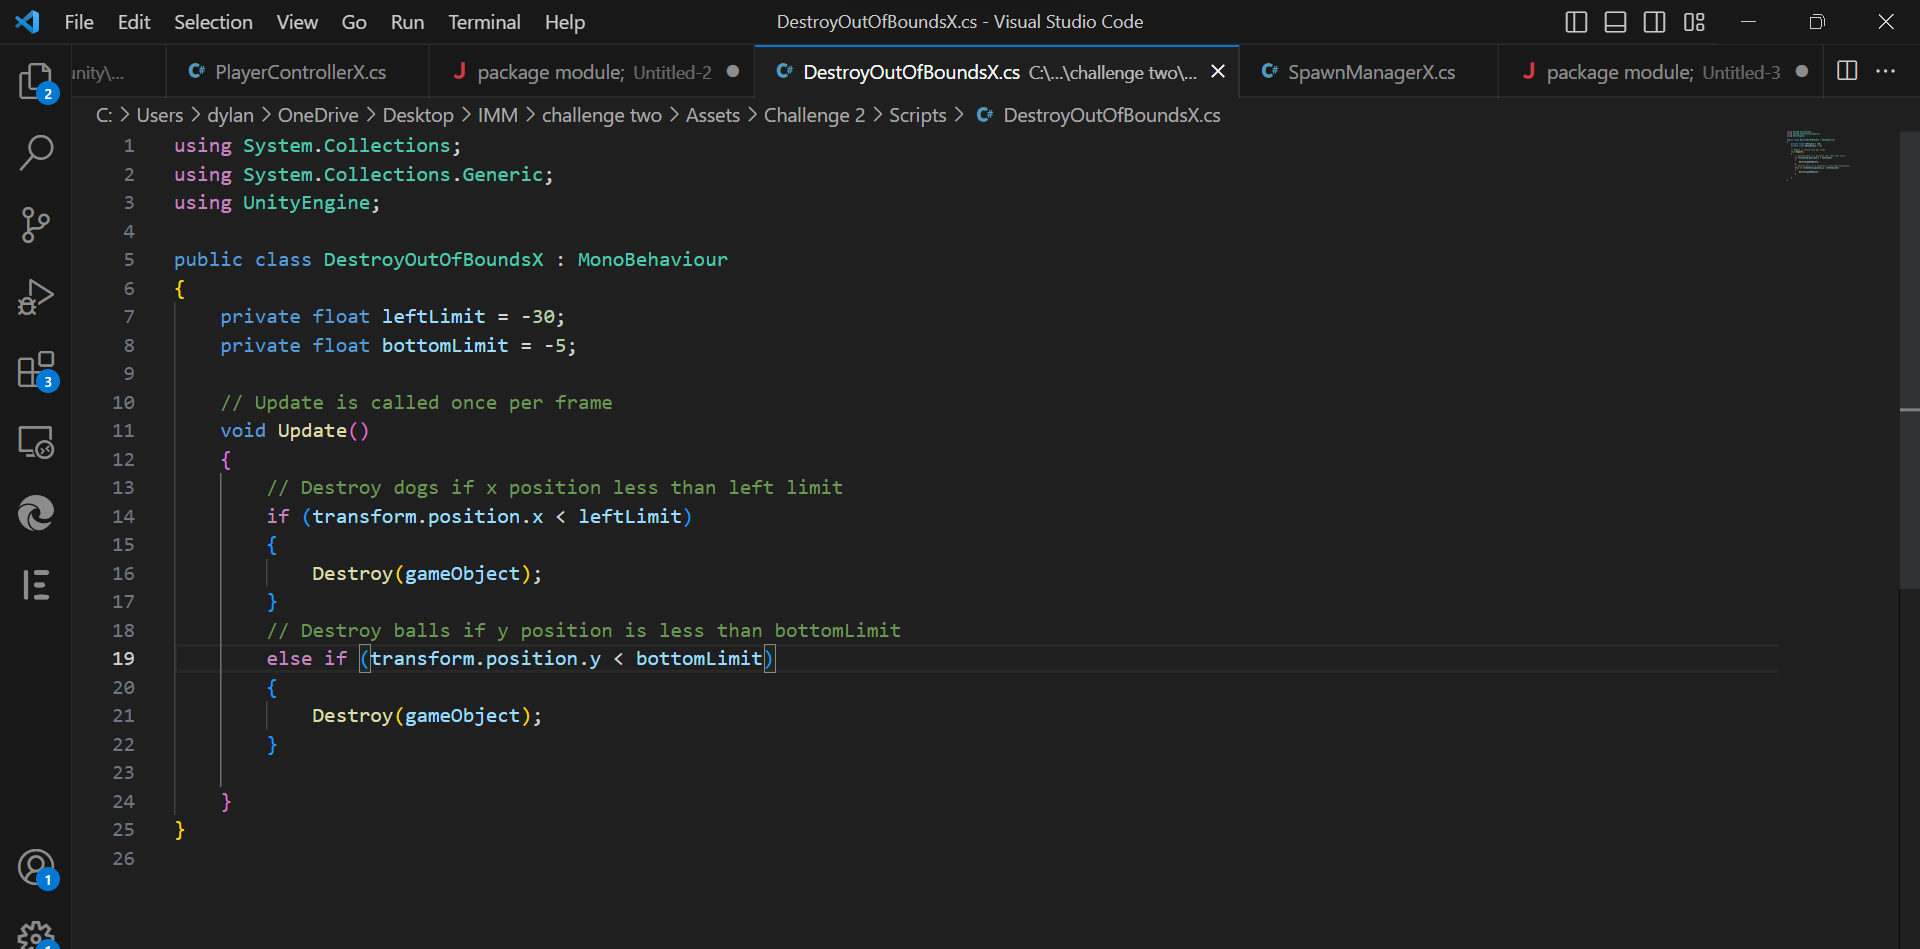 File Edit Selection View Go Run Terminal Help DestroyOutOfBoundsX.cs - Visual Studio Code
unity\... PlayerControllerX.cs package module; Untitled-2 DestroyOutOfBoundsX.cs C:\...\challenge two\... SpawnManagerX.cs package module; Untitled-3
C: > Users > dylan > OneDrive > Desktop > IMM > challenge two > Assets > Challenge 2 > Scripts > DestroyOutOfBoundsX.cs
1 using System.Collections;
2 using System.Collections.Generic;
3 using UnityEngine;
4
5 public class DestroyOutOfBoundsX : MonoBehaviour
6 {
7 private float leftLimit = -30;
8 private float bottomLimit = -5;
9
10 // Update is called once per frame
11 void Update()
12 {
13 // Destroy dogs if x position less than left limit
14 if (transform.position.x < leftLimit)
15 {
16 Destroy(gameObject);
17 }
18 // Destroy balls if y position is less than bottomLimit
19 else if (transform.position.y < bottomLimit)
20 {
21 Destroy(gameObject);
22 }
23
24 }
25 }
26
2
3
1